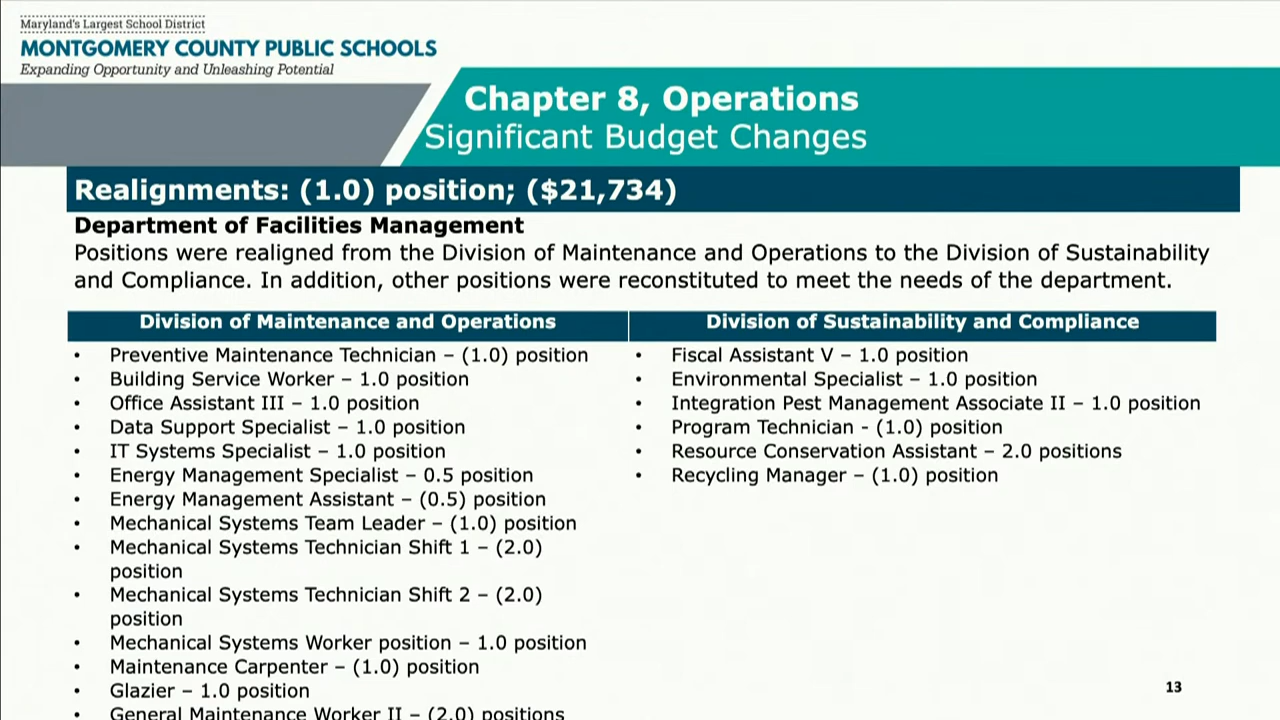 Maryland's Largest School District
MONTGOMERY COUNTY PUBLIC SCHOOLS
Expanding Opportunity and Unleashing Potential
Chapter 8, Operations
Significant Budget Changes
Realignments: (1.0) position; ($21,734)
Department of Facilities Management
Positions were realigned from the Division of Maintenance and Operations to the Division of Sustainability
and Compliance. In addition, other positions were reconstituted to meet the needs of the department.
Division of Maintenance and Operations
• Preventive Maintenance Technician – (1.0) position
• Building Service Worker – 1.0 position
• Office Assistant III – 1.0 position
• Data Support Specialist – 1.0 position
• IT Systems Specialist – 1.0 position
• Energy Management Specialist – 0.5 position
• Energy Management Assistant – (0.5) position
• Mechanical Systems Team Leader – (1.0) position
• Mechanical Systems Technician Shift 1 – (2.0)
position
• Mechanical Systems Technician Shift 2 – (2.0)
position
• Mechanical Systems Worker position – 1.0 position
• Maintenance Carpenter – (1.0) position
• Glazier – 1.0 position
• General Maintenance Worker II – (2.0) positions
Division of Sustainability and Compliance
• Fiscal Assistant V – 1.0 position
• Environmental Specialist – 1.0 position
• Integration Pest Management Associate II – 1.0 position
• Program Technician - (1.0) position
• Resource Conservation Assistant – 2.0 positions
• Recycling Manager – (1.0) position
13